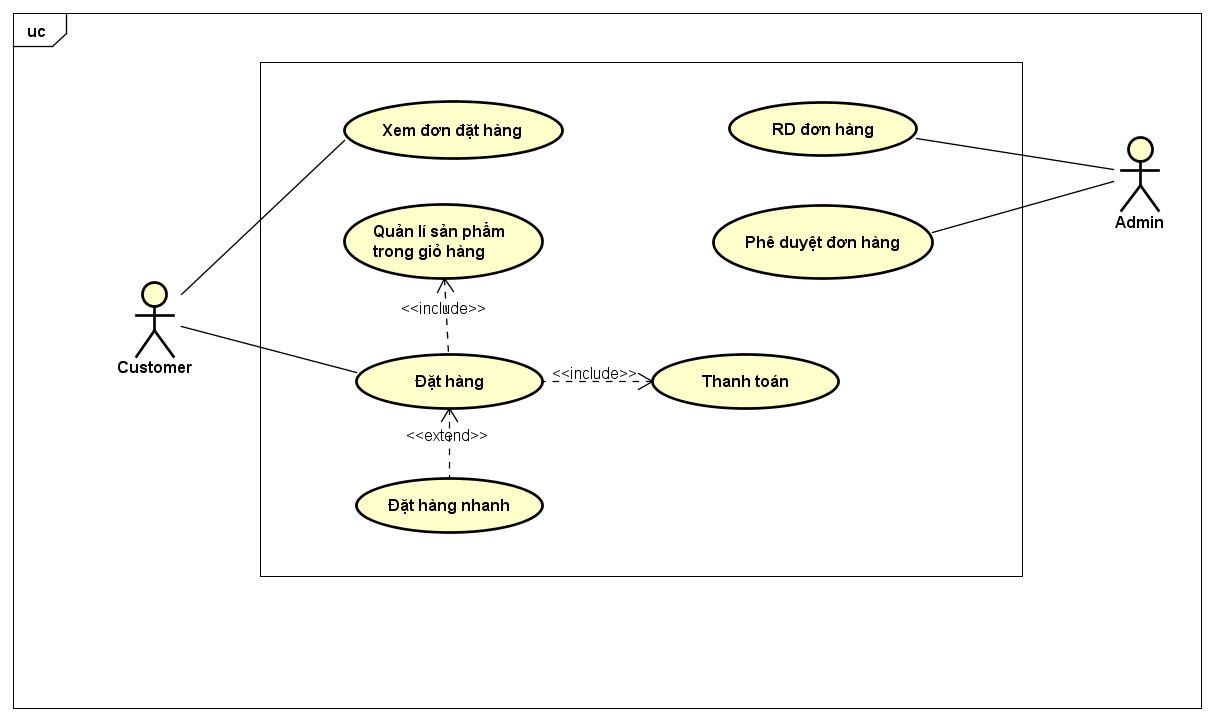 uc
Xem đơn đặt hàng
RD đơn hàng
Admin
Quản lí sản phẩm
trong giỏ hàng
Phê duyệt đơn hàng
<<include>>
Customer
Đặt hàng
<<include>>
Thanh toán
<<extend>>
Đặt hàng nhanh